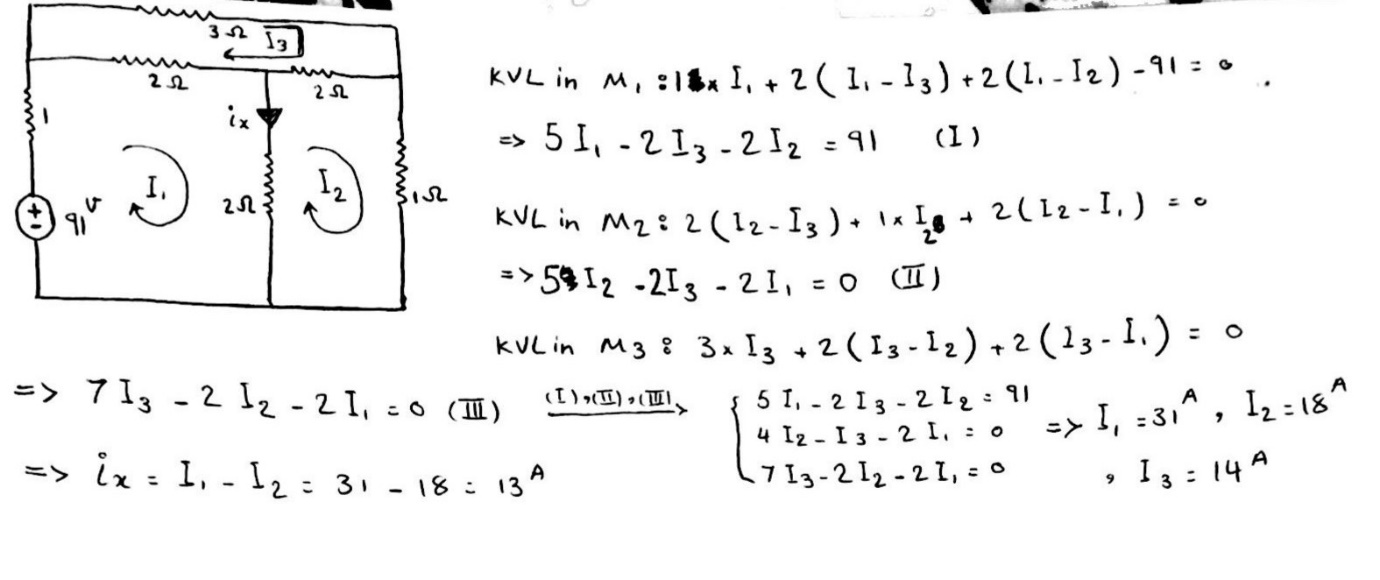 3Ω I₃
2Ω 2Ω
1 iₓ
I₁ 2Ω I₂ 1Ω
91ᵛ
KVL in M₁ : 1 x I₁ + 2 ( I₁ - I₃ ) + 2 ( I₁ - I₂ ) - 91 = 0
=> 5 I₁ - 2 I₃ - 2 I₂ = 91 (I)
KVL in M₂ : 2 ( I₂ - I₃ ) + 1 x I₂ + 2 ( I₂ - I₁ ) = 0
=> 5 I₂ - 2 I₃ - 2 I₁ = 0 (II)
KVL in M₃ : 3 x I₃ + 2 ( I₃ - I₂ ) + 2 ( I₃ - I₁ ) = 0
=> 7 I₃ - 2 I₂ - 2 I₁ = 0 (III) (I),(II),(III)
5 I₁ - 2 I₃ - 2 I₂ = 91
4 I₂ - I₃ - 2 I₁ = 0 => I₁ = 31ᴬ , I₂ = 18ᴬ
7 I₃ - 2 I₂ - 2 I₁ = 0 , I₃ = 14ᴬ
=> iₓ = I₁ - I₂ = 31 - 18 = 13ᴬ